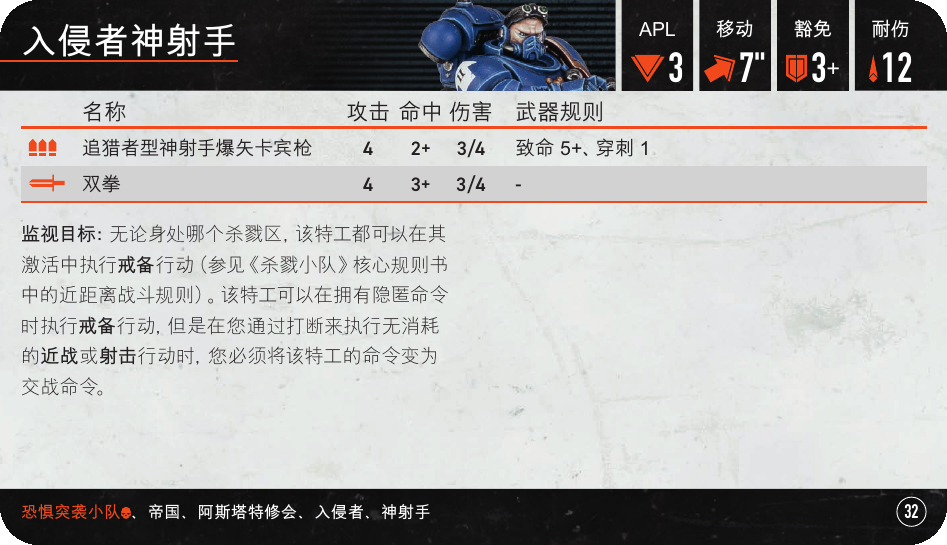 入侵者神射手
APL 移动 豁免 耐伤
3 7" 3+ 12
名称 攻击 命中 伤害 武器规则
追猎者型神射手爆矢卡宾枪 4 2+ 3/4 致命 5+、穿刺 1
双拳 4 3+ 3/4 -
监视目标：无论身处哪个杀戮区，该特工都可以在其
激活中执行戒备行动（参见《杀戮小队》核心规则书
中的近距离战斗规则）。该特工可以在拥有隐匿命令
时执行戒备行动，但是在您通过打断来执行无消耗
的近战或射击行动时，您必须将该特工的命令变为
交战命令。
恐惧突袭小队、帝国、阿斯塔特修会、入侵者、神射手
32